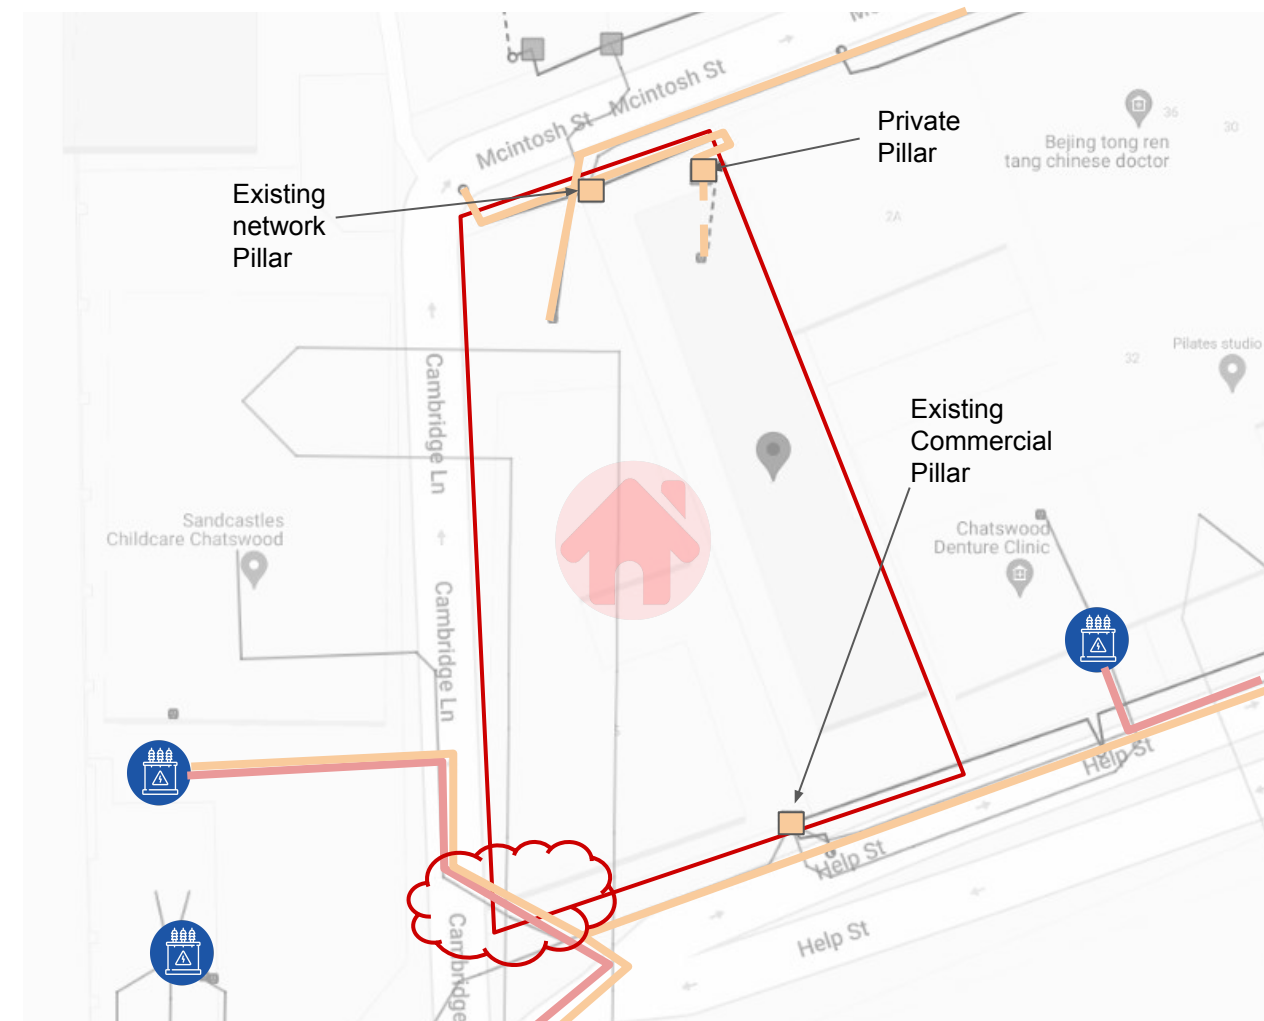 Mcintosh St
Mcintosh St
Private
Pillar
36
30
Bejing tong ren
tang chinese doctor
Existing
network
Pillar
2A
Pilates studio
32
Cambridge Ln
Existing
Commercial
Pillar
Sandcastles
Childcare Chatswood
Chatswood
Denture Clinic
Cambridge Ln
5
Help St
Help St
Help St
Cambridge